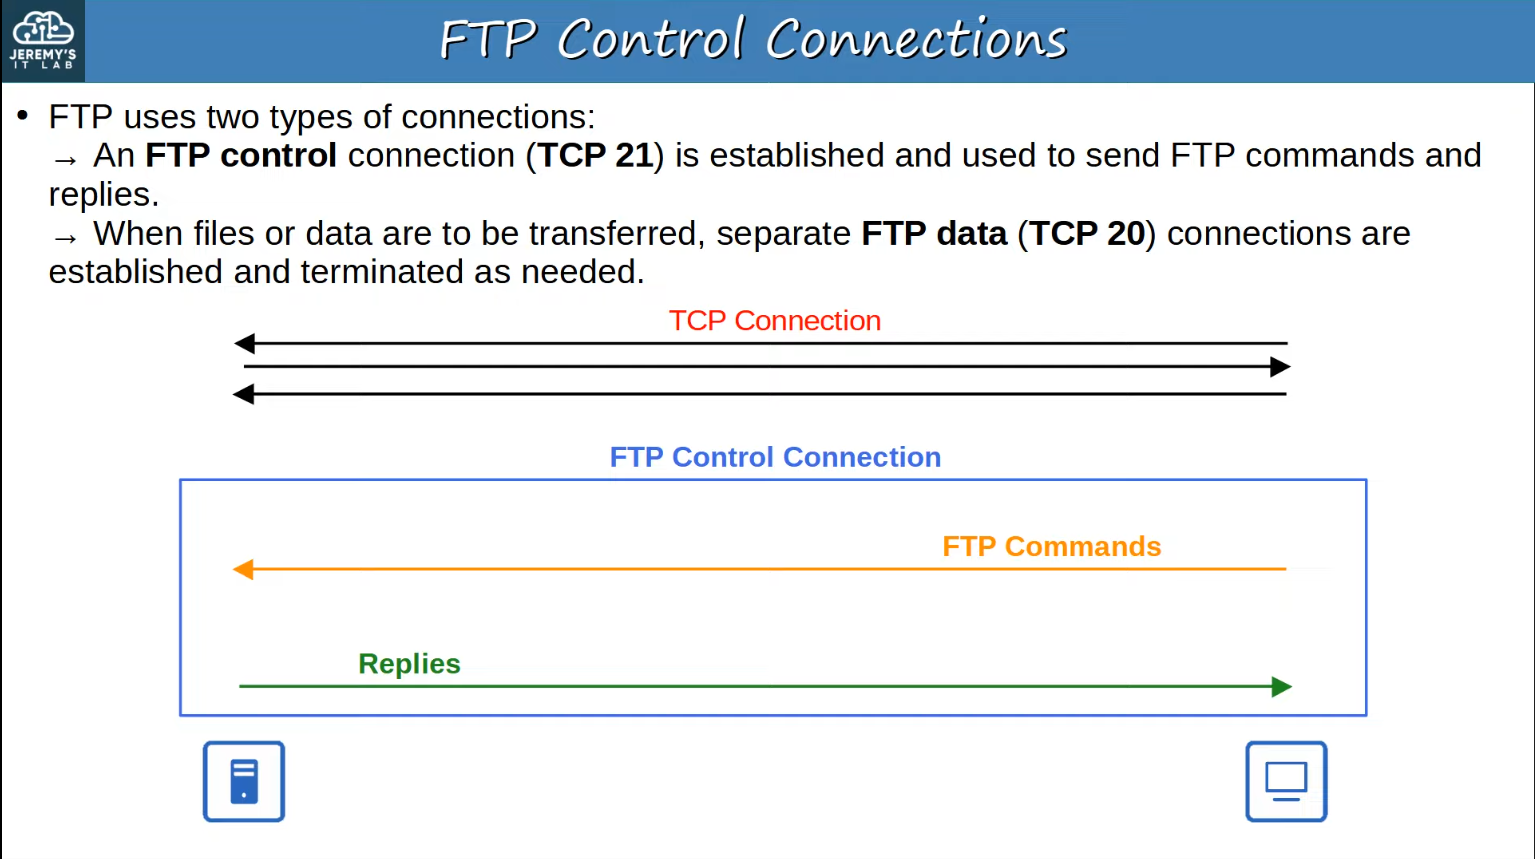 JEREMY'S
IT LAB
FTP Control Connections
• FTP uses two types of connections:
→ An FTP control connection (TCP 21) is established and used to send FTP commands and
replies.
→ When files or data are to be transferred, separate FTP data (TCP 20) connections are
established and terminated as needed.
TCP Connection
FTP Control Connection
FTP Commands
Replies